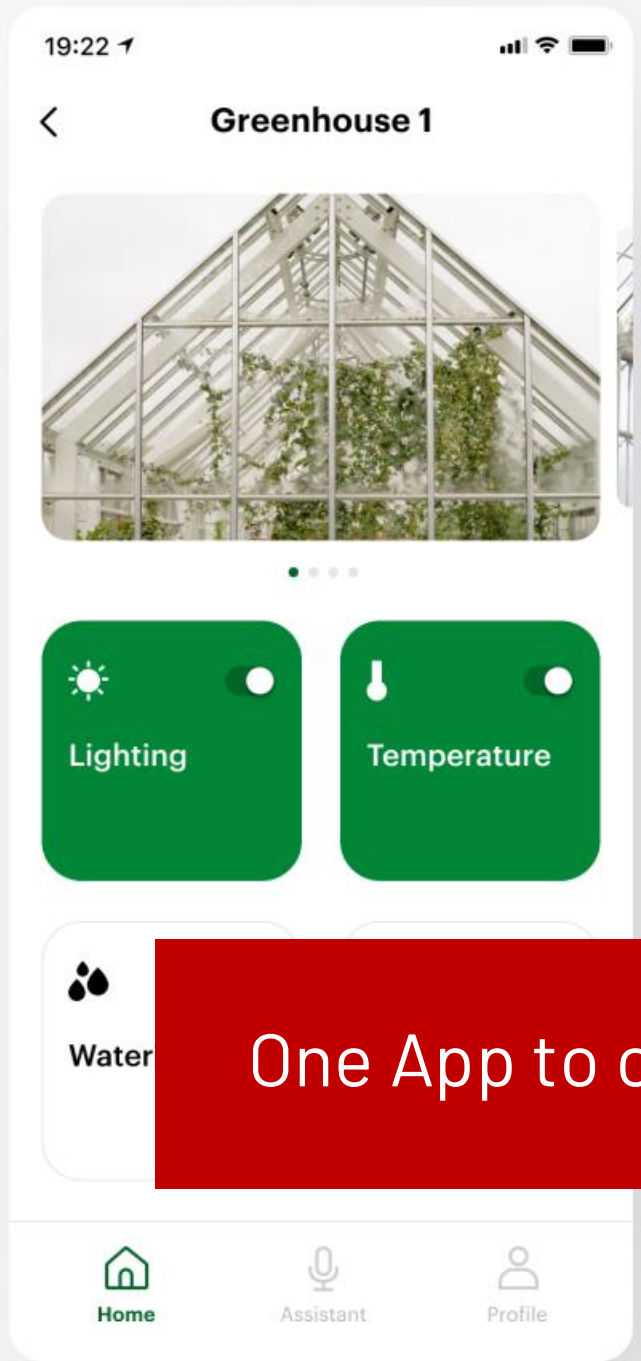 19:22
Greenhouse 1
Lighting
Temperature
Water
One App to
Home
Assistant
Profile